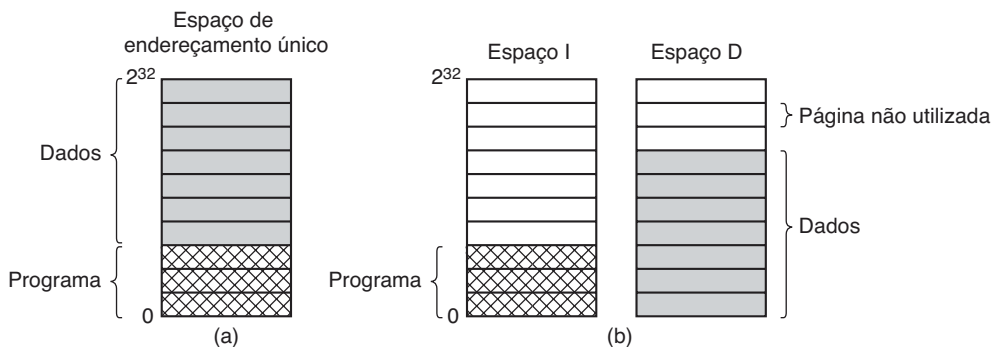 Espaço de
endereçamento único
2³²
Dados
Programa
0
(a)
Espaço I
Espaço D
2³²
Página não utilizada
Dados
Programa
0
(b)